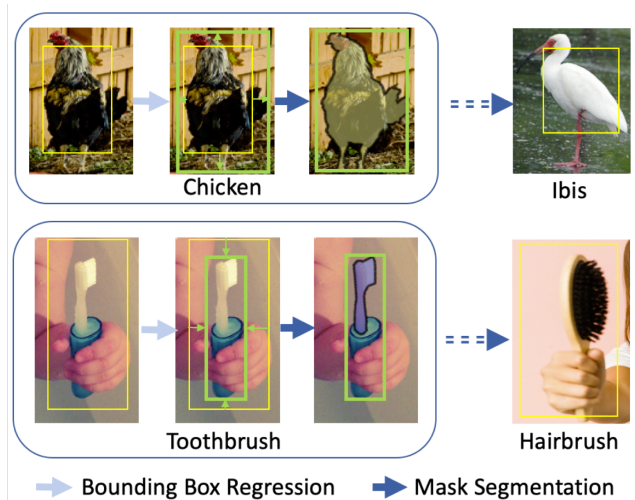 Chicken
Ibis
Toothbrush
Hairbrush
Bounding Box Regression
Mask Segmentation